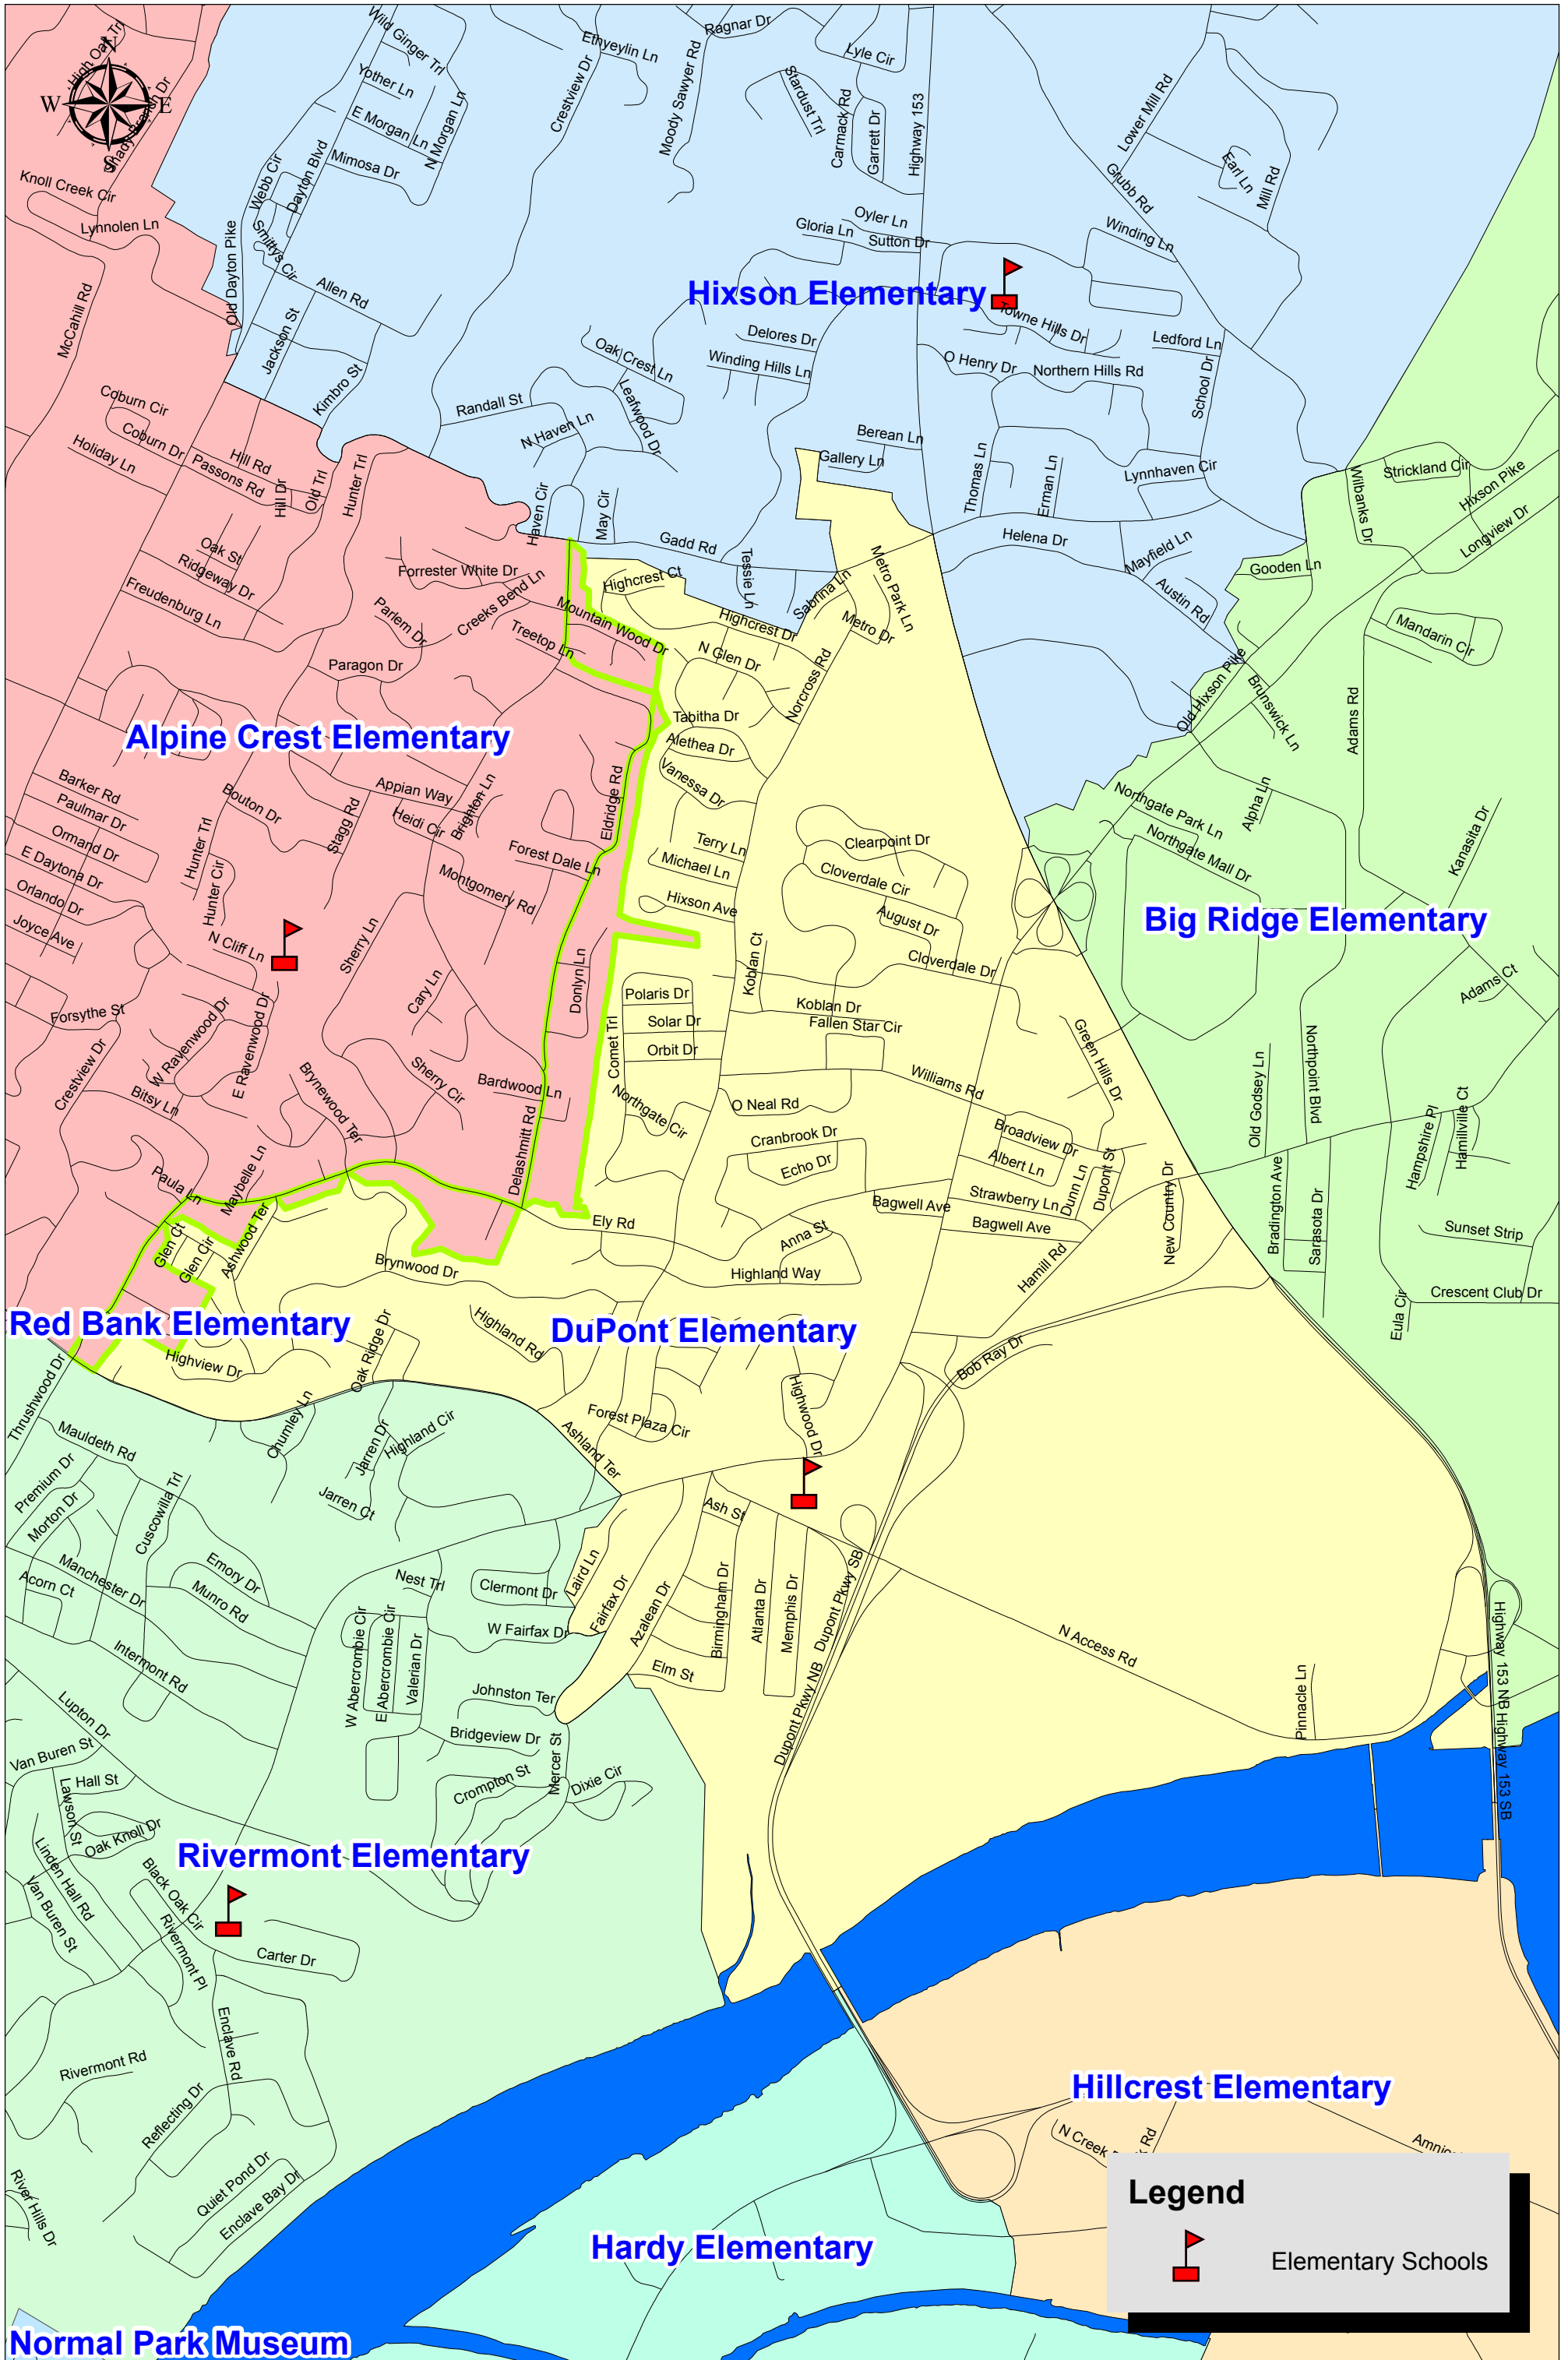 High Oak Trl
N
W
E
S
Shady Branch Dr
Knoll Creek Cir
Lynnolen Ln
McCahill Rd
Wild Ginger Trl
Yother Ln
E Morgan Ln
N Morgan Ln
Mimosa Dr
Webb Cir
Dayton Blvd
Smittys Cir
Old Dayton Pike
Allen Rd
Jackson St
Kimbro St
Ethyeylin Ln
Crestview Dr
Ragnar Dr
Moody Sawyer Rd
Lyle Cir
Stardust Trl
Carmack Rd
Garrett Dr
Highway 153
Lower Mill Rd
Grubb Rd
Earl Ln
Mill Rd
Winding Ln
Oyler Ln
Gloria Ln
Sutton Dr
Hixson Elementary
Towne Hills Dr
Delores Dr
Winding Hills Ln
O Henry Dr
Northern Hills Rd
Ledford Ln
School Dr
Oak Crest Ln
Leafwood Dr
Randall St
N Haven Ln
Berean Ln
Gallery Ln
Thomas Ln
Erman Ln
Lynnhaven Cir
Wilbanks Dr
Strickland Cir
Hixson Pike
Longview Dr
Coburn Cir
Coburn Dr
Holiday Ln
Hill Rd
Passons Rd
Hill Dr
Old Trl
Hunter Trl
Haven Cir
May Cir
Gadd Rd
Tessie Ln
Helena Dr
Mayfield Ln
Austin Rd
Gooden Ln
Oak St
Ridgeway Dr
Freudenburg Ln
Forrester White Dr
Creeks Bend Ln
Parlem Dr
Paragon Dr
Treetop Ln
Mountain Wood Dr
Highcrest Ct
Highcrest Dr
Sabrina Ln
Metro Park Ln
Metro Dr
N Glen Dr
Norcross Rd
Mandarin Cir
Old Hixson Pike
Brunswick Ln
Adams Rd
Alpine Crest Elementary
Tabitha Dr
Alethea Dr
Vanessa Dr
Eldridge Rd
Barker Rd
Paulmar Dr
Ormand Dr
E Daytona Dr
Orlando Dr
Joyce Ave
Bouton Dr
Hunter Trl
Hunter Cir
Stagg Rd
Appian Way
Heidi Cir
Brighton Ln
Forest Dale Ln
Montgomery Rd
Terry Ln
Michael Ln
Hixson Ave
Clearpoint Dr
Cloverdale Cir
August Dr
Cloverdale Dr
Northgate Park Ln
Northgate Mall Dr
Alpha Ln
Kanasita Dr
Big Ridge Elementary
N Cliff Ln
Sherry Ln
Cary Ln
Donlyn Ln
Koblan Ct
Koblan Dr
Fallen Star Cir
Polaris Dr
Solar Dr
Orbit Dr
Comet Trl
Northgate Cir
Adams Ct
Forsythe St
Crestview Dr
W Ravenwood Dr
E Ravenwood Dr
Bitsy Ln
Brynewood Ter
Sherry Cir
Bardwood Ln
Delashmitt Rd
O Neal Rd
Williams Rd
Green Hills Dr
Old Godsey Ln
Northpoint Blvd
Cranbrook Dr
Echo Dr
Broadview Dr
Albert Ln
Dunn Ln
Dupont St
Hampshire Pl
Hamillville Ct
Paula Ln
Maybelle Ln
Ashwood Ter
Glen Ct
Glen Cir
Ely Rd
Bagwell Ave
Strawberry Ln
Bagwell Ave
New Country Dr
Bradington Ave
Sarasota Dr
Sunset Strip
Anna St
Highland Way
Hamill Rd
Crescent Club Dr
Eula Cir
Brynwood Dr
Red Bank Elementary
DuPont Elementary
Highland Rd
Highview Dr
Oak Ridge Dr
Bob Ray Dr
Thrushwood Dr
Mauldeth Rd
Premium Dr
Morton Dr
Cuscowilla Trl
Chumley Ln
Jarren Dr
Highland Cir
Jarren Ct
Forest Plaza Cir
Ashland Ter
Highwood Dr
Ash St
Acorn Ct
Manchester Dr
Emory Dr
Munro Rd
Intermont Rd
Nest Trl
Clermont Dr
W Fairfax Dr
Laird Ln
Fairfax Dr
Azalean Dr
Birmingham Dr
Atlanta Dr
Memphis Dr
Elm St
Dupont Pkwy SB
Dupont Pkwy NB
N Access Rd
Pinnacle Ln
Highway 153 NB
Highway 153 SB
W Abercrombie Cir
E Abercrombie Cir
Valerian Dr
Johnston Ter
Bridgeview Dr
Mercer St
Crompton St
Dixie Cir
Lupton Dr
Van Buren St
Hall St
Lawson St
Oak Knoll Dr
Linden Hall Rd
Van Buren St
Black Oak Cir
Rivermont Pl
Rivermont Elementary
Carter Dr
Enclave Rd
Rivermont Rd
Reflecting Dr
Quiet Pond Dr
Enclave Bay Dr
River Hills Dr
Hillcrest Elementary
N Creek
Rd
Hardy Elementary
Normal Park Museum
Legend
Elementary Schools